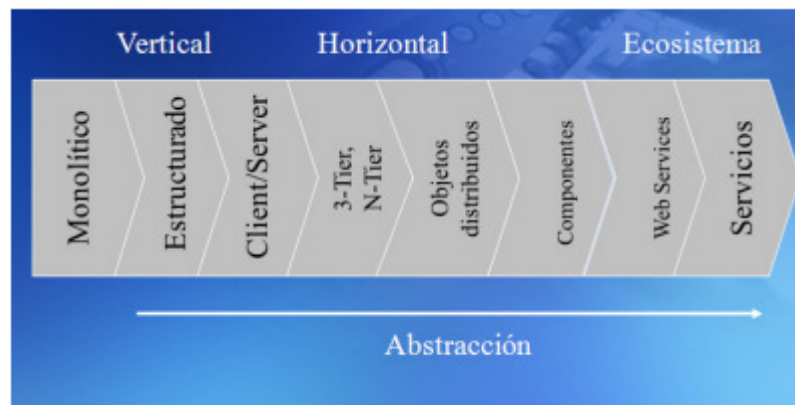 Vertical
Horizontal
Ecosistema
Monolítico
Estructurado
Client/Server
3-Tier,
N-Tier
Objetos
distribuidos
Componentes
Web Services
Servicios
Abstracción